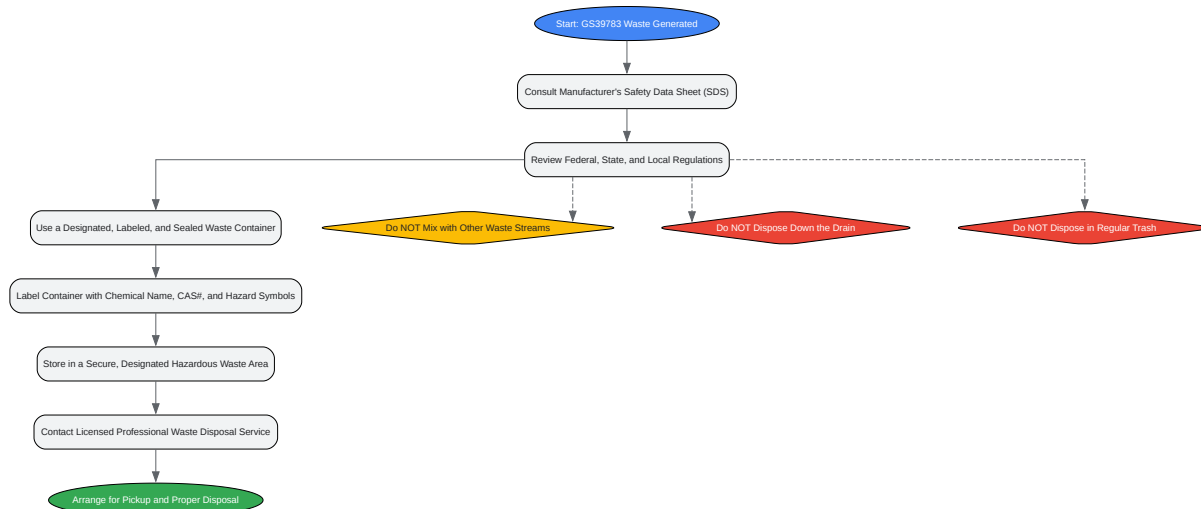 Start: GS39783 Waste Generated
Consult Manufacturer's Safety Data Sheet (SDS)
Review Federal, State, and Local Regulations
Use a Designated, Labeled, and Sealed Waste Container
Do NOT Mix with Other Waste Streams
Do NOT Dispose Down the Drain
Do NOT Dispose in Regular Trash
Label Container with Chemical Name, CAS#, and Hazard Symbols
Store in a Secure, Designated Hazardous Waste Area
Contact Licensed Professional Waste Disposal Service
Arrange for Pickup and Proper Disposal